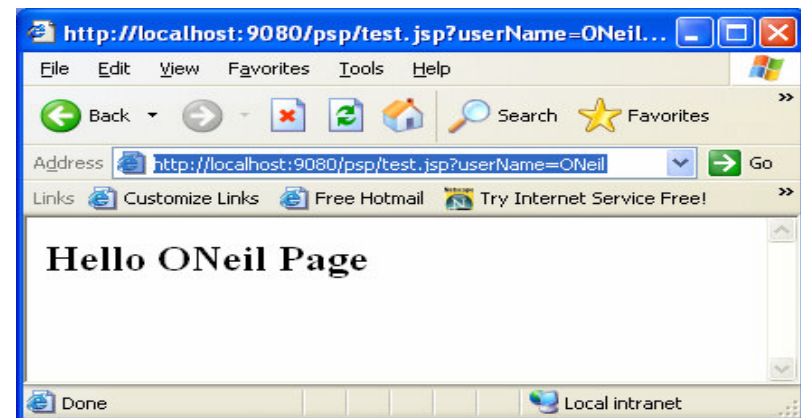 http://localhost:9080/psp/test.jsp?userName=ONeil...
File Edit View Favorites Tools Help
Back Search Favorites »
Address http://localhost:9080/psp/test.jsp?userName=ONeil Go
Links Customize Links Free Hotmail Try Internet Service Free! »
Hello ONeil Page
Done Local intranet